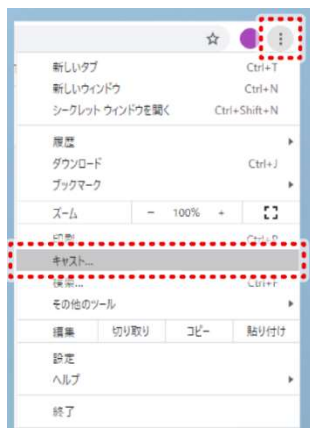 新しいタブ Ctrl+T
新しいウィンドウ Ctrl+N
シークレット ウィンドウを開く Ctrl+Shift+N
履歴
ダウンロード Ctrl+J
ブックマーク
ズーム － 100% +
印刷... Ctrl+P
キャスト...
検索... Ctrl+F
その他のツール
編集 切り取り コピー 貼り付け
設定
ヘルプ
終了